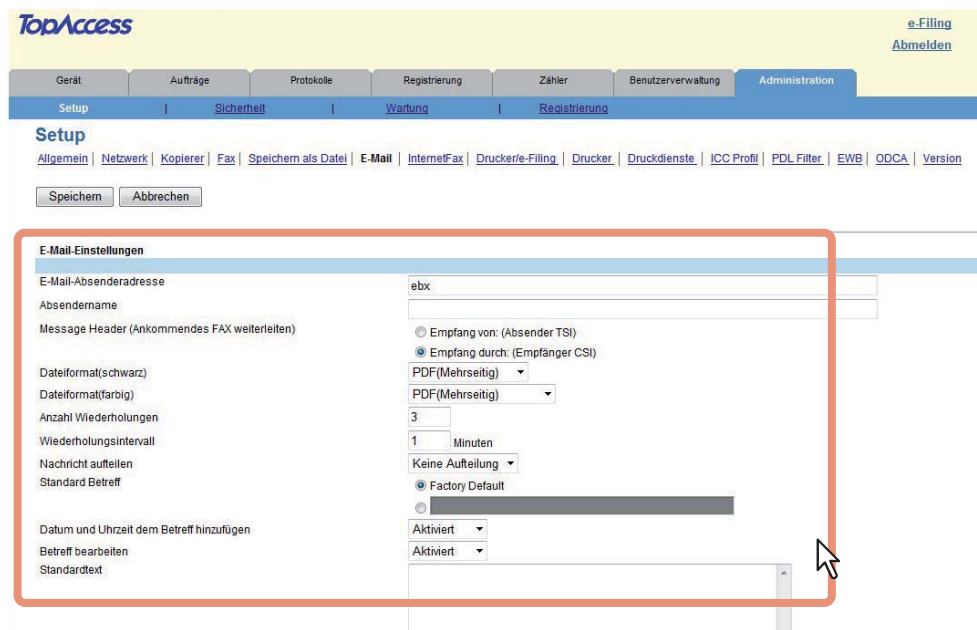 TopAccess
e-Filing
Abmelden
Gerät Aufträge Protokolle Registrierung Zähler Benutzerverwaltung Administration
Setup | Sicherheit | Wartung | Registrierung
Setup
Allgemein | Netzwerk | Kopierer | Fax | Speichern als Datei | E-Mail | InternetFax | Drucker/e-Filing | Drucker | Druckdienste | ICC Profil | PDL Filter | EWB | ODCA | Version
Speichern Abbrechen
E-Mail-Einstellungen
E-Mail-Absenderadresse ebx
Absendername
Message Header (Ankommendes FAX weiterleiten) Empfang von: (Absender TSI)
Empfang durch: (Empfänger CSI)
Dateiformat(schwarz) PDF(Mehrseitig)
Dateiformat(farbig) PDF(Mehrseitig)
Anzahl Wiederholungen 3
Wiederholungsintervall 1 Minuten
Nachricht aufteilen Keine Aufteilung
Standard Betreff Factory Default
Datum und Uhrzeit dem Betreff hinzufügen Aktiviert
Betreff bearbeiten Aktiviert
Standardtext